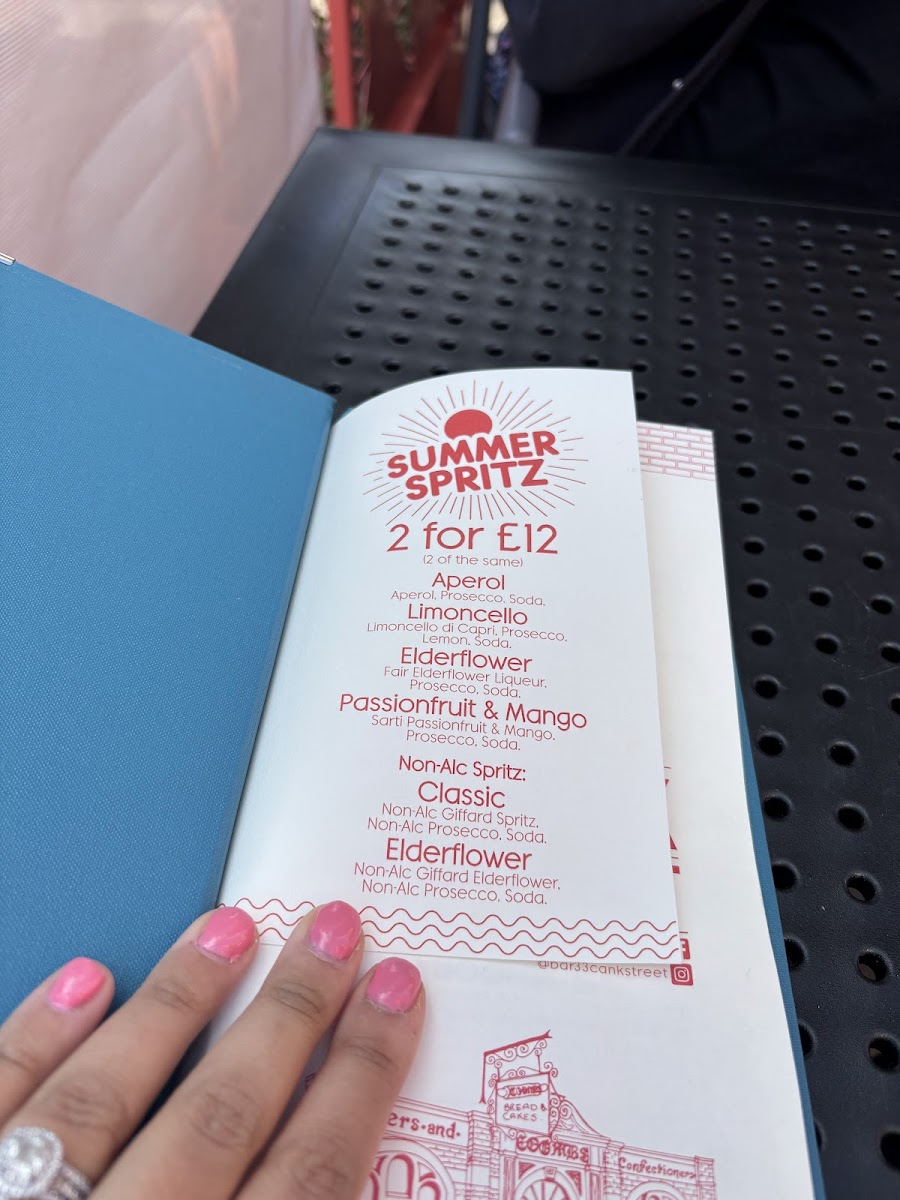 SUMMER
SPRITZ
2 for £12
(2 of the same)
Aperol
Aperol, Prosecco, Soda.
Limoncello
Limoncello di Capri, Prosecco,
Lemon, Soda.
Elderflower
Fair Elderflower Liqueur,
Prosecco, Soda.
Passionfruit & Mango
Sarti Passionfruit & Mango,
Prosecco, Soda.
Non-Alc Spritz:
Classic
Non-Alc Giffard Spritz,
Non-Alc Prosecco, Soda.
Elderflower
Non-Alc Giffard Elderflower,
Non-Alc Prosecco, Soda.
@bar33cankstreet
BREAD &
CAKES
ers·and·
COOMBS
Confectioners